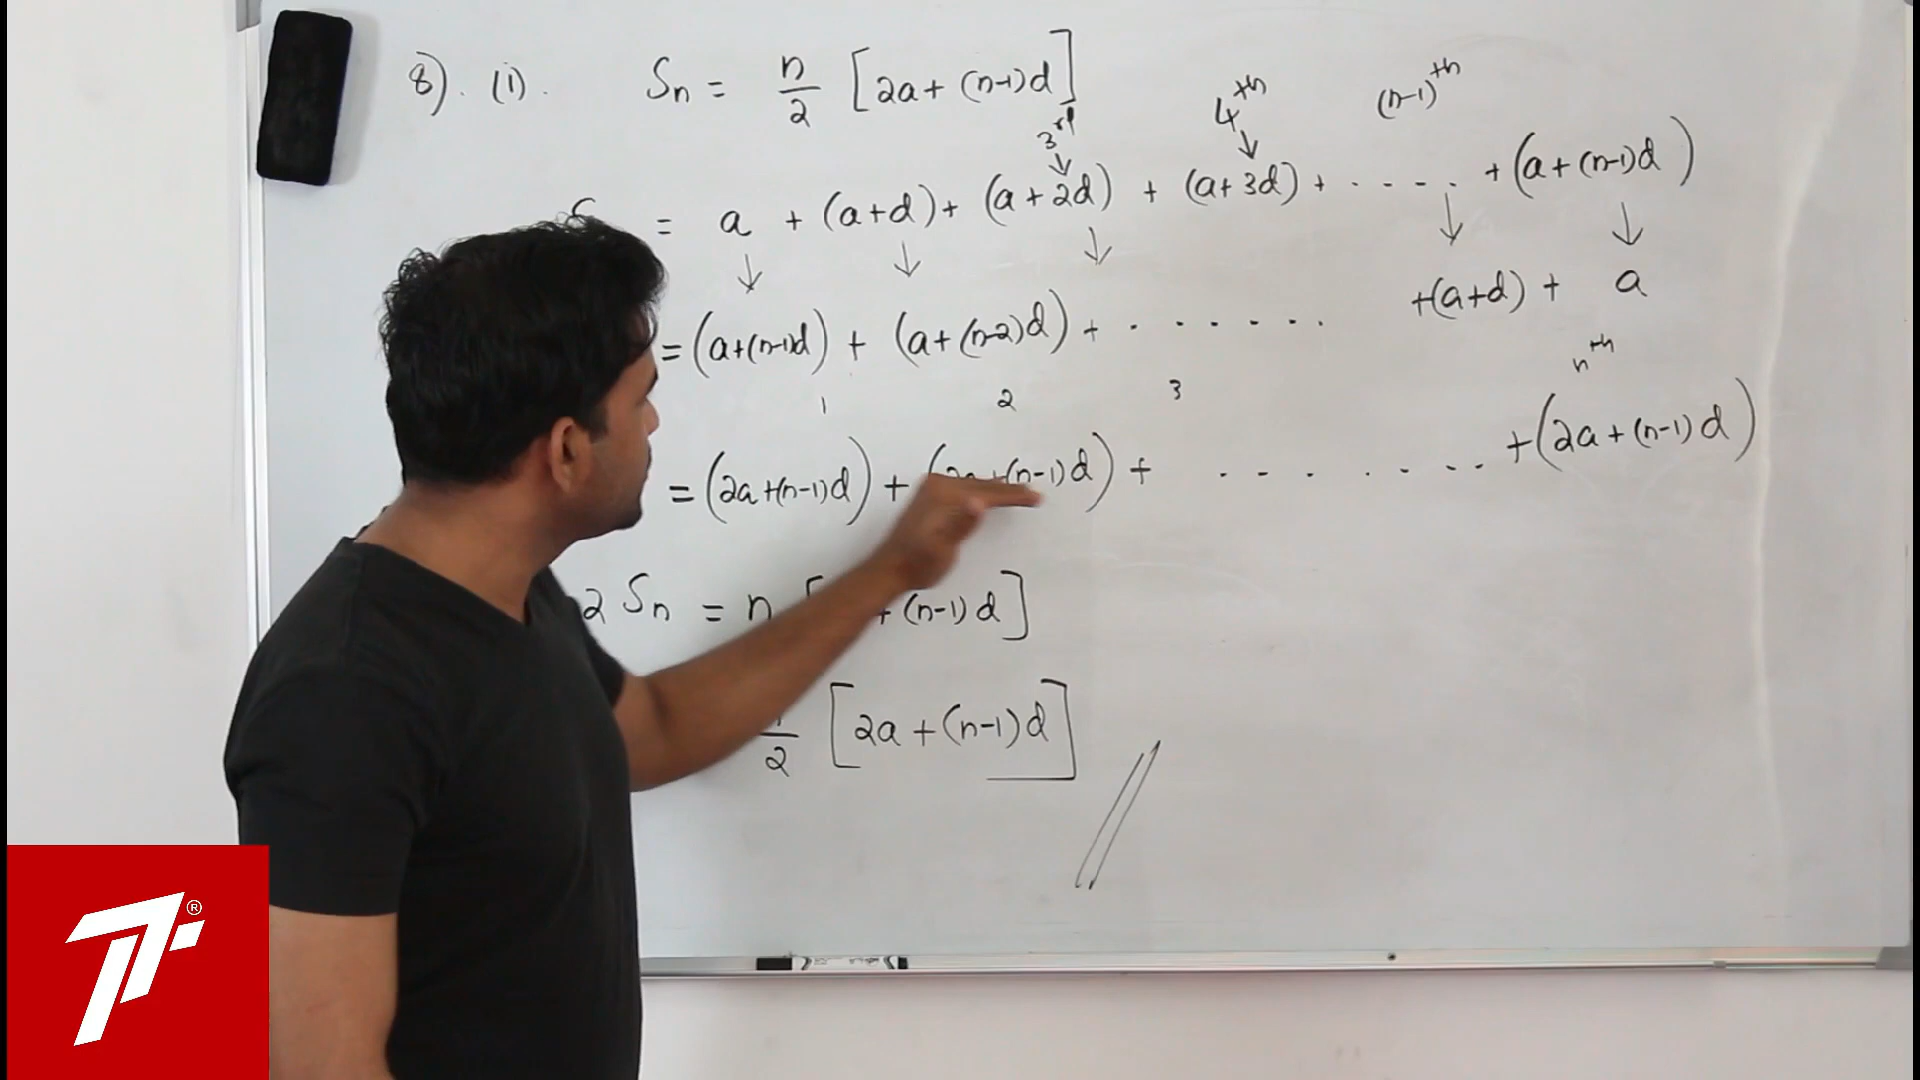 8). (i). Sn = n/2 [2a + (n-1)d]
3rd 4th (n-1)th
= a + (a+d) + (a+2d) + (a+3d) + . - - . . + (a + (n-1)d)
= (a+(n-1)d) + (a+(n-2)d) + . . . . . . . +(a+d) + a
1 2 3 nth
= (2a+(n-1)d) + +(n-1)d) + . - - . - - . . +(2a+(n-1)d)
2 Sn = n [ + (n-1)d]
2 [2a + (n-1)d]
®